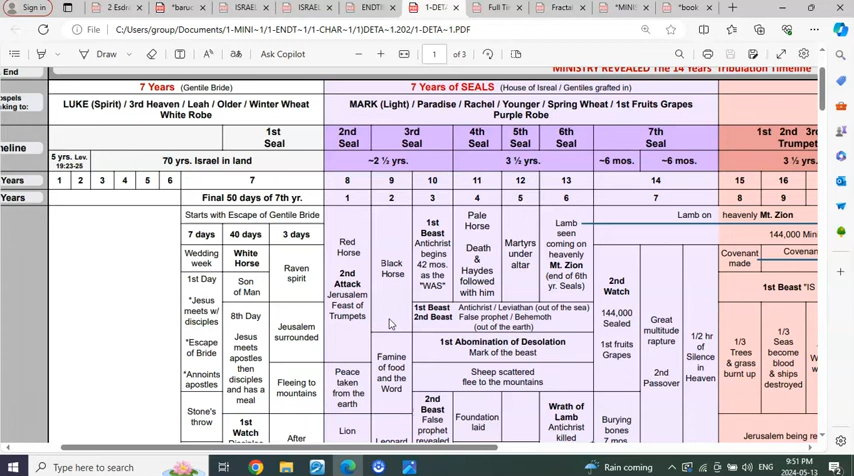 Sign in
2 Esdre
*baruc
ISRAEL
ISRAEL
ENDTIN
1-DETA
Full Tim
Fractal
*MINIS
*book
File
C:/Users/group/Documents/1-MINI~1/1-ENDT~1/1-CHAR~1/1)DETA~1.202/1-DETA~1.PDF
Draw
Ask Copilot
1 of 3
End
MINISTRY REVEALED The 14 Years Tribulation Timeline
ospels
king to:
7 Years (Gentile Bride)
7 Years of SEALS (House of Isreal / Gentiles grafted in)
LUKE (Spirit) / 3rd Heaven / Leah / Older / Winter Wheat
White Robe
MARK (Light) / Paradise / Rachel / Younger / Spring Wheat / 1st Fruits Grapes
Purple Robe
meline
1st
Seal
2nd
Seal
3rd
Seal
4th
Seal
5th
Seal
6th
Seal
7th
Seal
1st 2nd 3r
Trumpet
5 yrs. Lev.
19:23-25
70 yrs. Israel in land
~2 ½ yrs.
3 ½ yrs.
~6 mos.
~6 mos.
3 ½ yrs.
Years
1 2 3 4 5 6 7 8 9 10 11 12 13 14 15 16
Years
Final 50 days of 7th yr.
1 2 3 4 5 6 7 8 9
Starts with Escape of Gentile Bride
7 days
40 days
3 days
Wedding
week
1st Day
*Jesus
meets w/
disciples
*Escape
of Bride
*Annoints
apostles
Stone's
throw
White
Horse
Son
of Man
8th Day
Jesus
meets
apostles
then
disciples
and has a
meal
1st
Watch
Raven
spirit
Jerusalem
surrounded
Fleeing to
mountains
After
Red
Horse
2nd
Attack
Jerusalem
Feast of
Trumpets
Peace
taken
from the
earth
Lion
Black
Horse
Famine
of food
and the
Word
Leopard
1st
Beast
Antichrist
begins
42 mos.
as the
"WAS"
Pale
Horse
Death
&
Haydes
followed
with him
Martyrs
under
altar
Lamb
seen
coming on
heavenly
Mt. Zion
(end of 6th
yr. Seals)
1st Beast Antichrist / Leviathan (out of the sea)
2nd Beast False prophet / Behemoth
(out of the earth)
1st Abomination of Desolation
Mark of the beast
Sheep scattered
flee to the mountains
2nd
Beast
False
prophet
revealed
Foundation
laid
Wrath of
Lamb
Antichrist
killed
Lamb on heavenly Mt. Zion
2nd
Watch
144,000
Sealed
1st fruits
Grapes
Burying
bones
7 mos.
Great
multitude
rapture
2nd
Passover
1/2 hr
of
Silence
in
Heaven
144,000 Mini
Covenant
made
Covena
1st Beast "IS
1/3
Trees
& grass
burnt up
1/3
Seas
become
blood
& ships
destroyed
Jerusalem being re
Type here to search
Rain coming
ENG
9:51 PM
2024-05-13